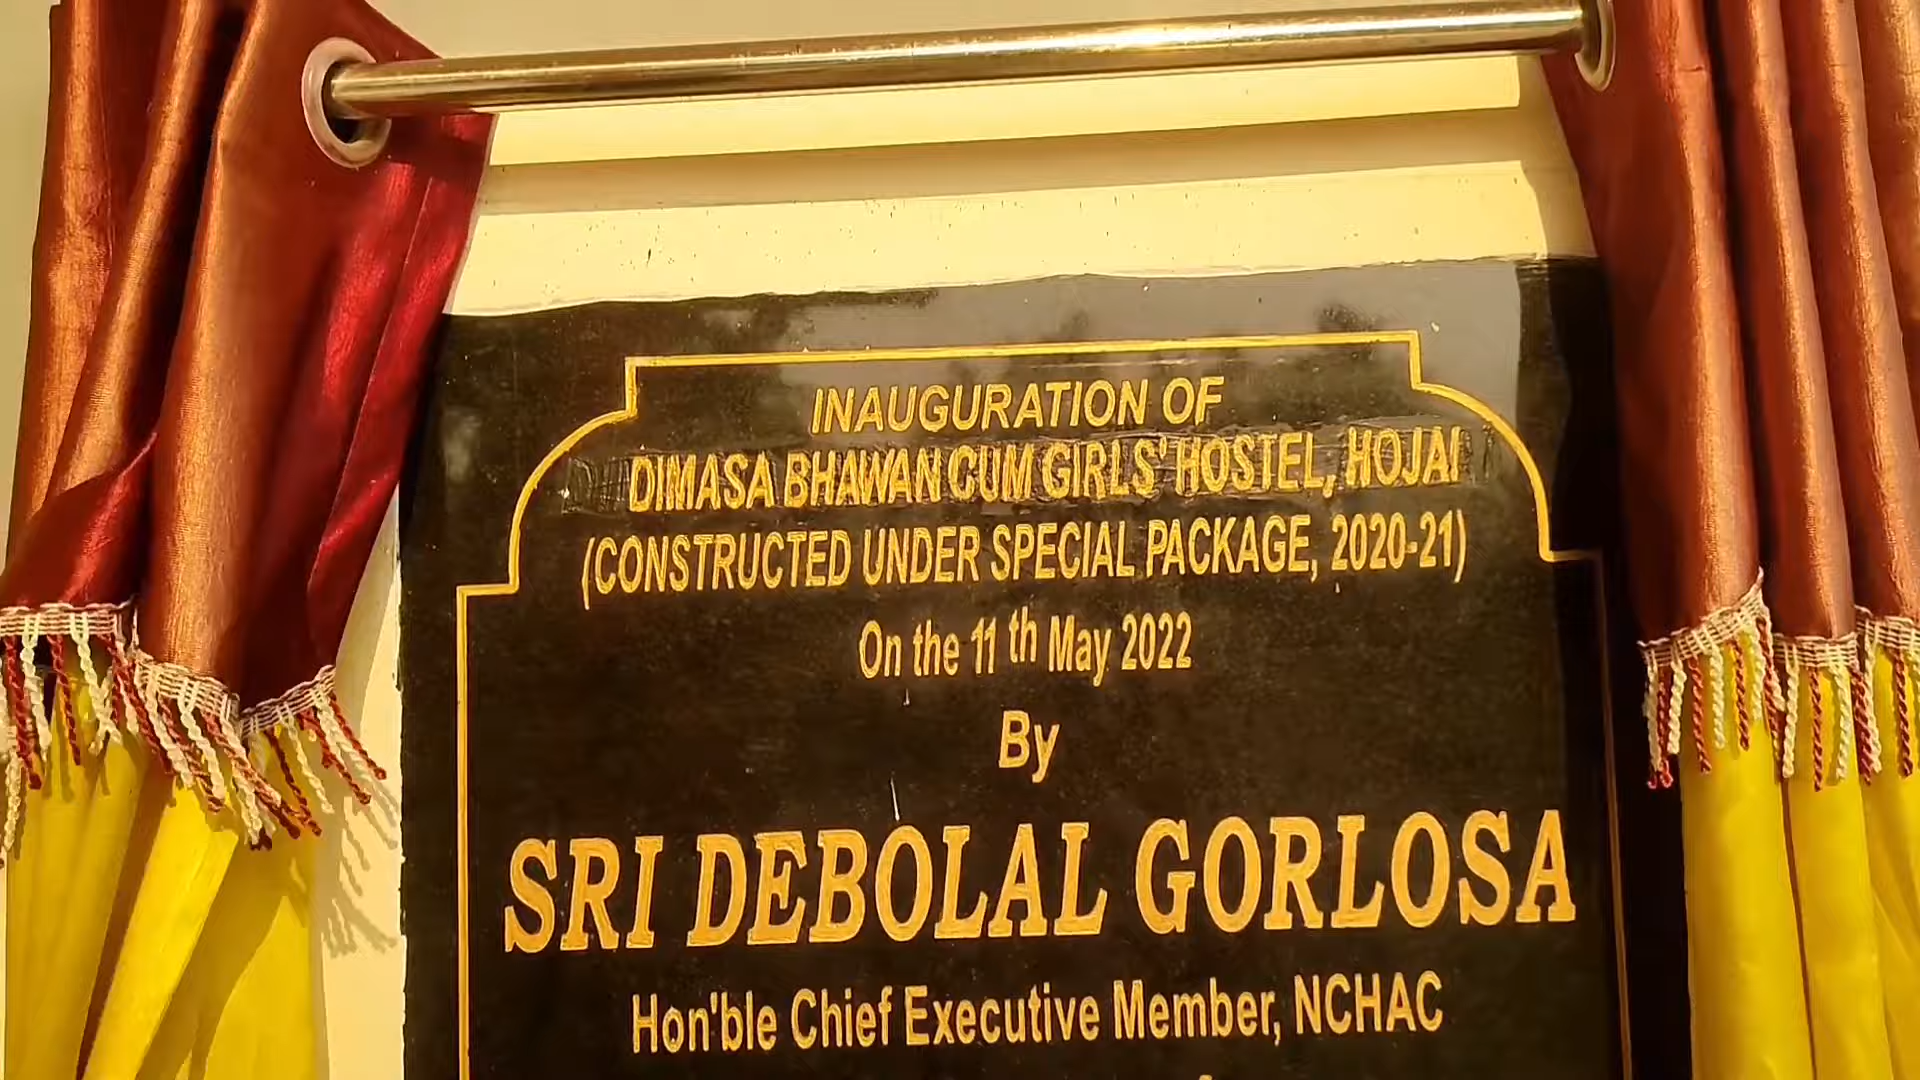 INAUGURATION OF
DIMASA BHAWAN CUM GIRLS' HOSTEL, HOJAI
(CONSTRUCTED UNDER SPECIAL PACKAGE, 2020-21)
On the 11 th May 2022
By
SRI DEBOLAL GORLOSA
Hon'ble Chief Executive Member, NCHAC